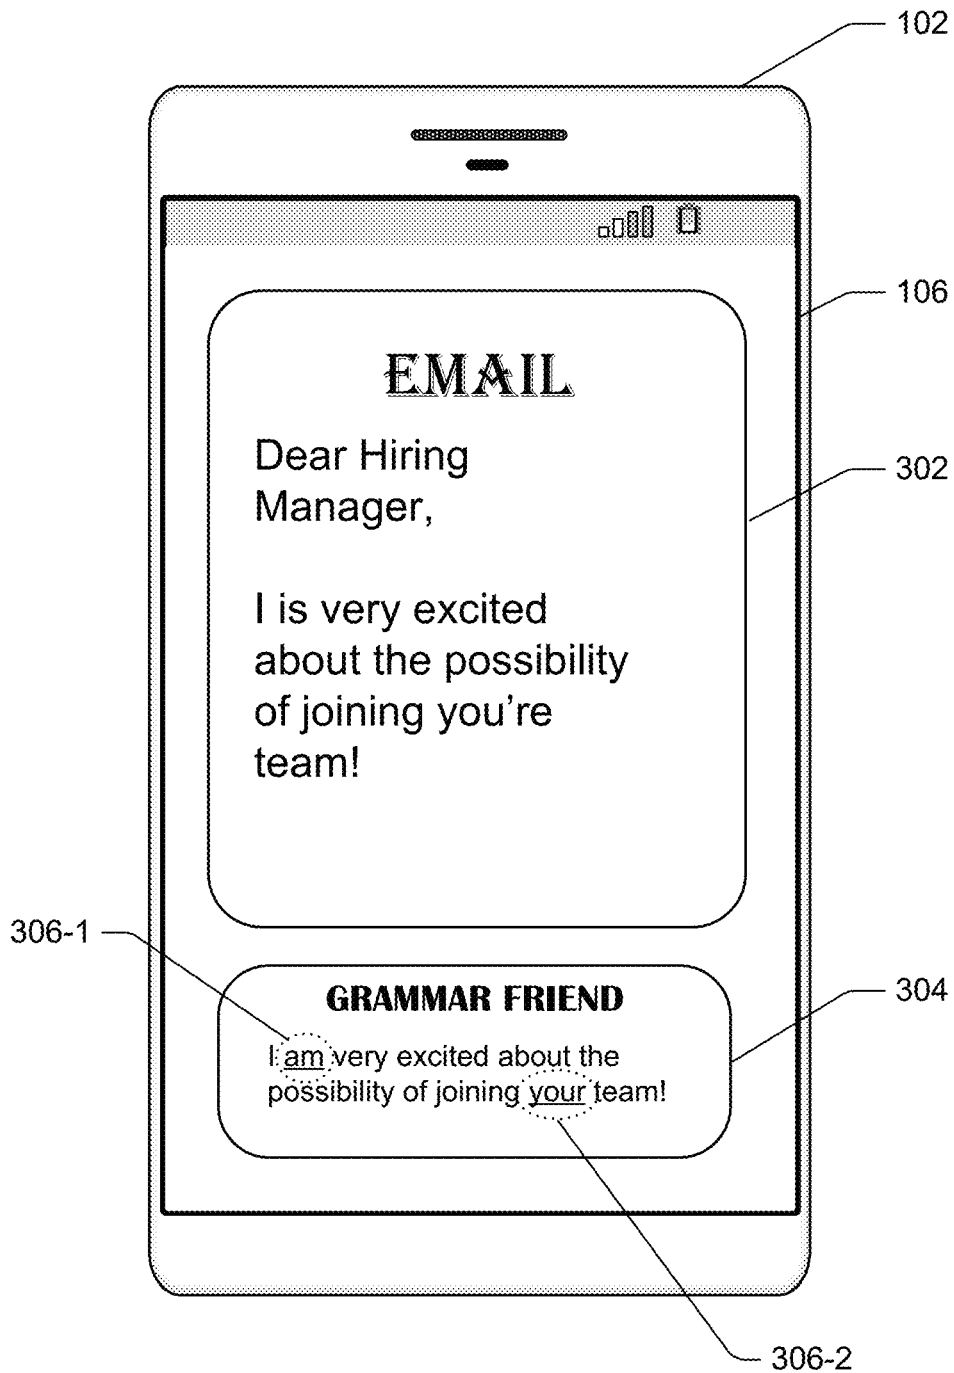 102
106
EMAIL
Dear Hiring
Manager,
302
I is very excited
about the possibility
of joining you’re
team!
306-1
304
GRAMMAR FRIEND
I am very excited about the
possibility of joining your team!
306-2